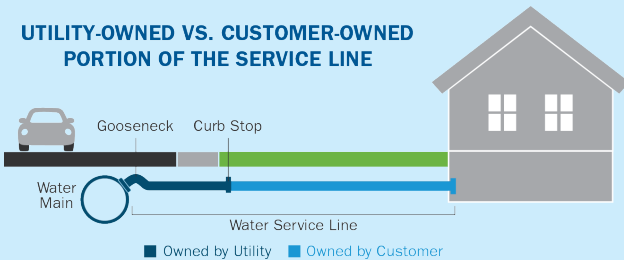 UTILITY-OWNED VS. CUSTOMER-OWNED
PORTION OF THE SERVICE LINE
Gooseneck
Curb Stop
Water
Main
Water Service Line
Owned by Utility
Owned by Customer